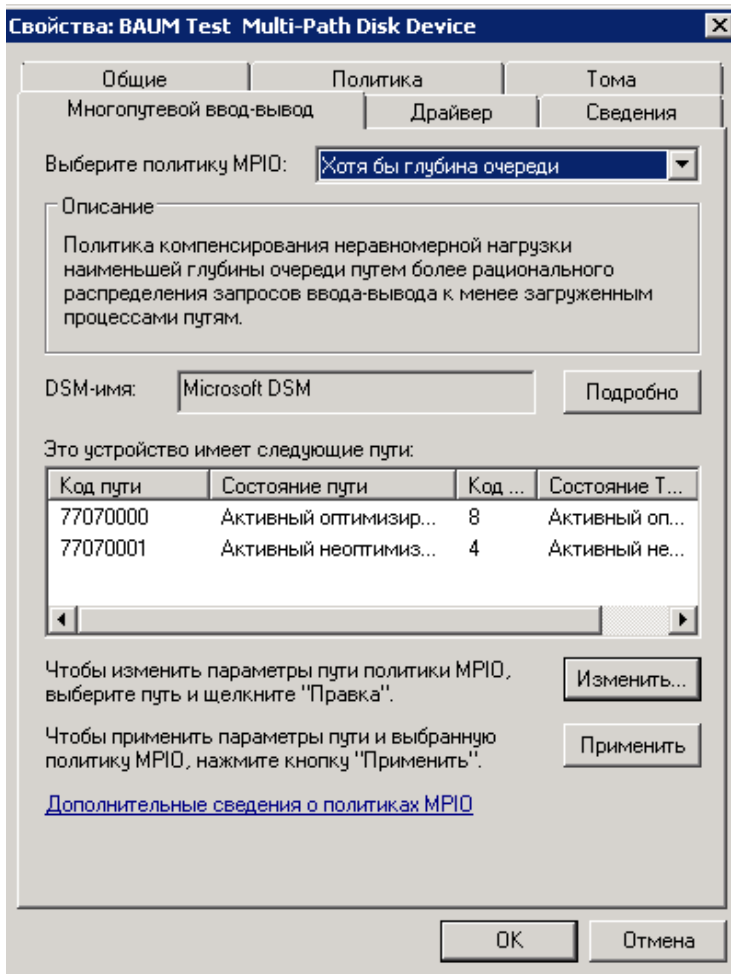 Свойства: BAUM Test Multi-Path Disk Device
Общие Политика Тома
Многопутевой ввод-вывод Драйвер Сведения
Выберите политику MPIO: Хотя бы глубина очереди
Описание
Политика компенсирования неравномерной нагрузки
наименьшей глубины очереди путем более рационального
распределения запросов ввода-вывода к менее загруженным
процессами путям.
DSM-имя: Microsoft DSM Подробно
Это устройство имеет следующие пути:
Код пути Состояние пути Код ... Состояние Т...
77070000 Активный оптимизир... 8 Активный оп...
77070001 Активный неоптимиз... 4 Активный не...
Чтобы изменить параметры пути политики MPIO,
выберите путь и щелкните "Правка". Изменить...
Чтобы применить параметры пути и выбранную
политику MPIO, нажмите кнопку "Применить". Применить
Дополнительные сведения о политиках MPIO
OK Отмена